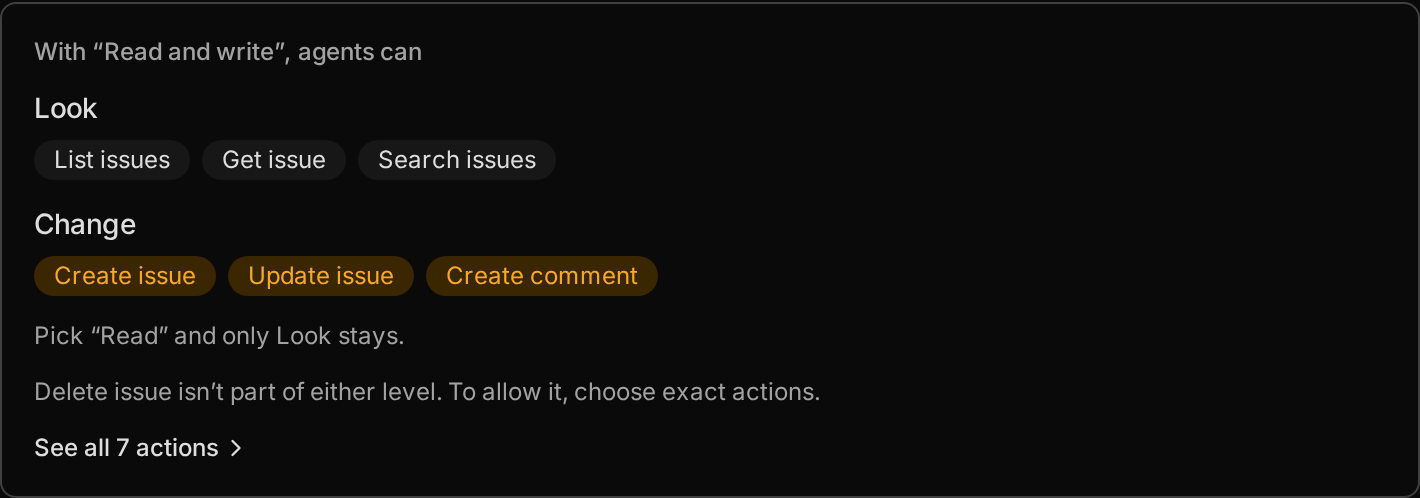 With “Read and write”, agents can
Look
List issues Get issue Search issues
Change
Create issue Update issue Create comment
Pick “Read” and only Look stays.
Delete issue isn’t part of either level. To allow it, choose exact actions.
See all 7 actions